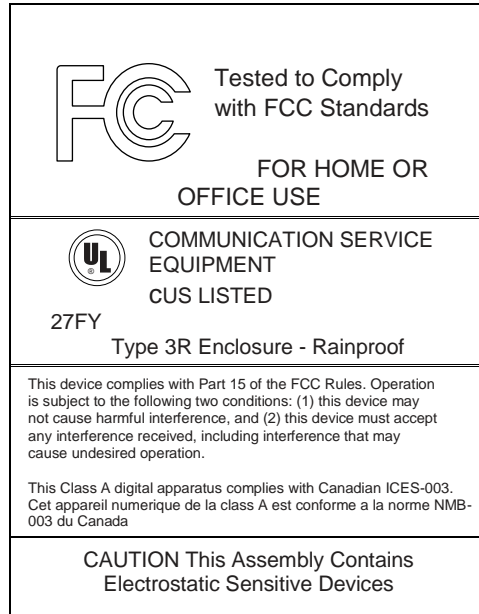 FC
Tested to Comply
with FCC Standards
FOR HOME OR
OFFICE USE
UL
®
COMMUNICATION SERVICE
EQUIPMENT
cUS LISTED
27FY
Type 3R Enclosure - Rainproof
This device complies with Part 15 of the FCC Rules. Operation
is subject to the following two conditions: (1) this device may
not cause harmful interference, and (2) this device must accept
any interference received, including interference that may
cause undesired operation.
This Class A digital apparatus complies with Canadian ICES-003.
Cet appareil numerique de la class A est conforme a la norme NMB-
003 du Canada
CAUTION This Assembly Contains
Electrostatic Sensitive Devices